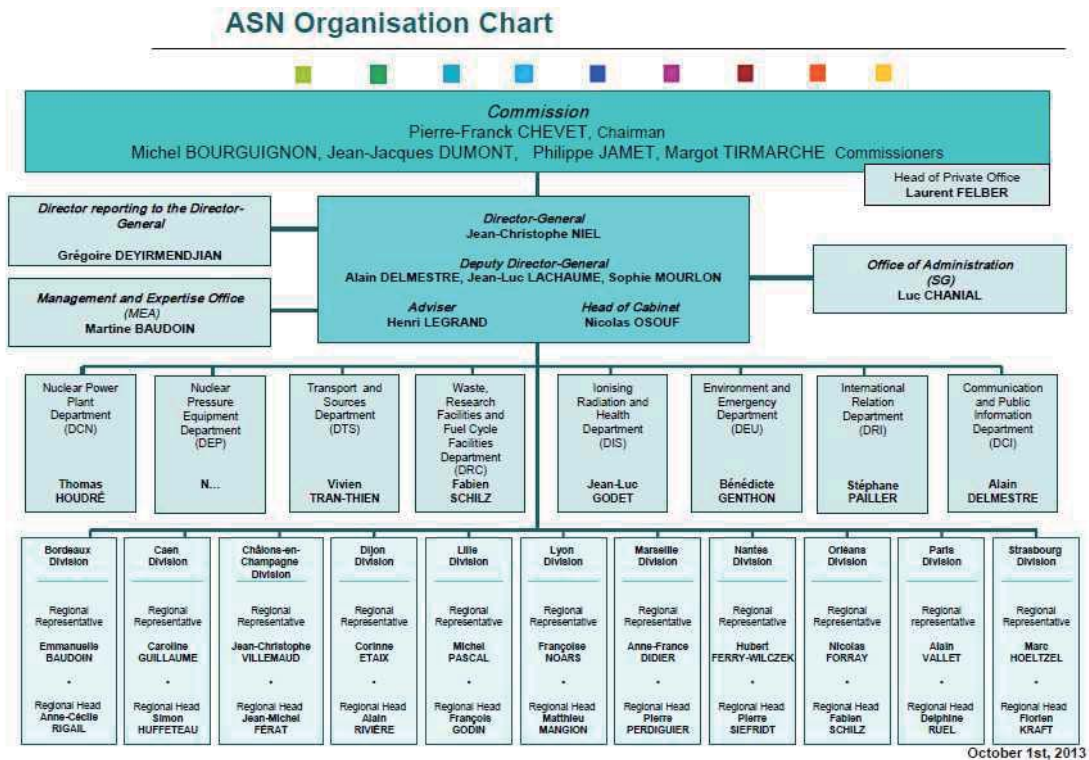 ASN Organisation Chart
Commission
Pierre-Franck CHEVET, Chairman
Michel BOURGUIGNON, Jean-Jacques DUMONT, Philippe JAMET, Margot TIRMARCHE Commissioners
Head of Private Office
Laurent FELBER
Director reporting to the Director-
General
Grégoire DEYIRMENDJIAN
Management and Expertise Office
(MEA)
Martine BAUDOIN
Director-General
Jean-Christophe NIEL
Deputy Director-General
Alain DELMESTRE, Jean-Luc LACHAUME, Sophie MOURLON
Adviser
Henri LEGRAND
Head of Cabinet
Nicolas OSOUF
Office of Administration
(SG)
Luc CHANIAL
Nuclear Power
Plant
Department
(DCN)
Thomas
HOUDRÉ
Nuclear
Pressure
Equipment
Department
(DEP)
N...
Transport and
Sources
Department
(DTS)
Vivien
TRAN-THIEN
Waste,
Research
Facilities and
Fuel Cycle
Facilities
Department
(DRC)
Fabien
SCHILZ
Ionising
Radiation and
Health
Department
(DIS)
Jean-Luc
GODET
Environment and
Emergency
Department
(DEU)
Bénédicte
GENTHON
International
Relation
Department
(DRI)
Stéphane
PAILLER
Communication
and Public
Information
Department
(DCI)
Alain
DELMESTRE
Bordeaux
Division
Regional
Representative
Emmanuelle
BAUDOIN
Regional Head
Anne-Cécile
RIGAIL
Caen
Division
Regional
Representative
Caroline
GUILLAUME
Regional Head
Simon
HUFFETEAU
Châlons-en-
Champagne
Division
Regional
Representative
Jean-Christophe
VILLEMAUD
Regional Head
Jean-Michel
FÉRAT
Dijon
Division
Regional
Representative
Corinne
ETAIX
Regional Head
Alain
RIVIÈRE
Lille
Division
Regional
Representative
Michel
PASCAL
Regional Head
François
GODIN
Lyon
Division
Regional
Representative
Françoise
NOARS
Regional Head
Matthieu
MANGION
Marseille
Division
Regional
Representative
Anne-France
DIDIER
Regional Head
Pierre
PERDIGUIER
Nantes
Division
Regional
Representative
Hubert
FERRY-WILCZEK
Regional Head
Pierre
SIEFRIDT
Orléans
Division
Regional
Representative
Nicolas
FORRAY
Regional Head
Fabien
SCHILZ
Paris
Division
Regional
representative
Alain
VALLET
Regional Head
Delphine
RUEL
Strasbourg
Division
Regional
Representative
Marc
HOELTZEL
Regional Head
Florien
KRAFT
October 1st, 2013